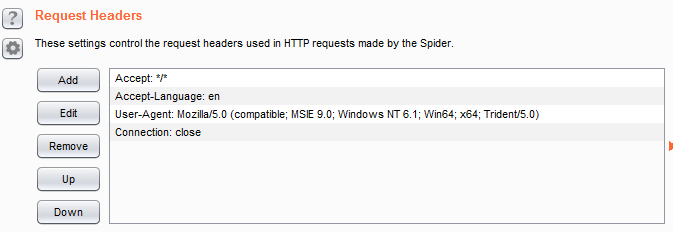 Request Headers
These settings control the request headers used in HTTP requests made by the Spider.
Add
Accept: */*
Accept-Language: en
Edit
User-Agent: Mozilla/5.0 (compatible; MSIE 9.0; Windows NT 6.1; Win64; x64; Trident/5.0)
Connection: close
Remove
Up
Down